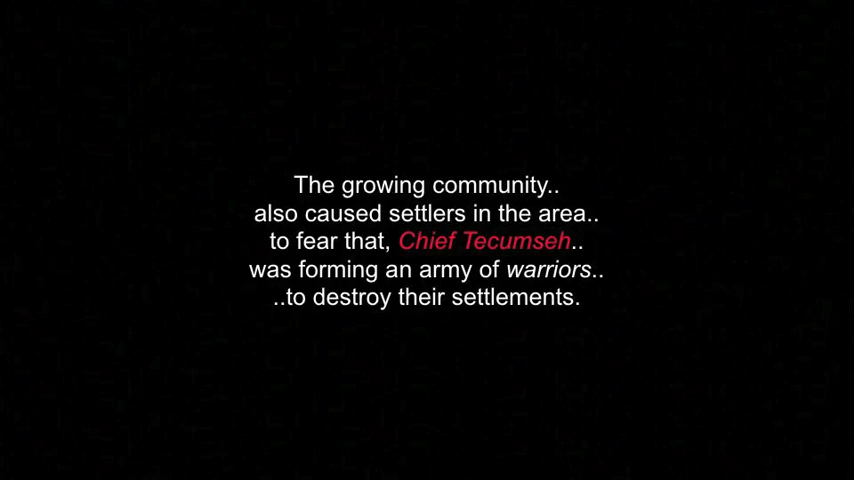 The growing community..
also caused settlers in the area..
to fear that, Chief Tecumseh..
was forming an army of warriors..
..to destroy their settlements.